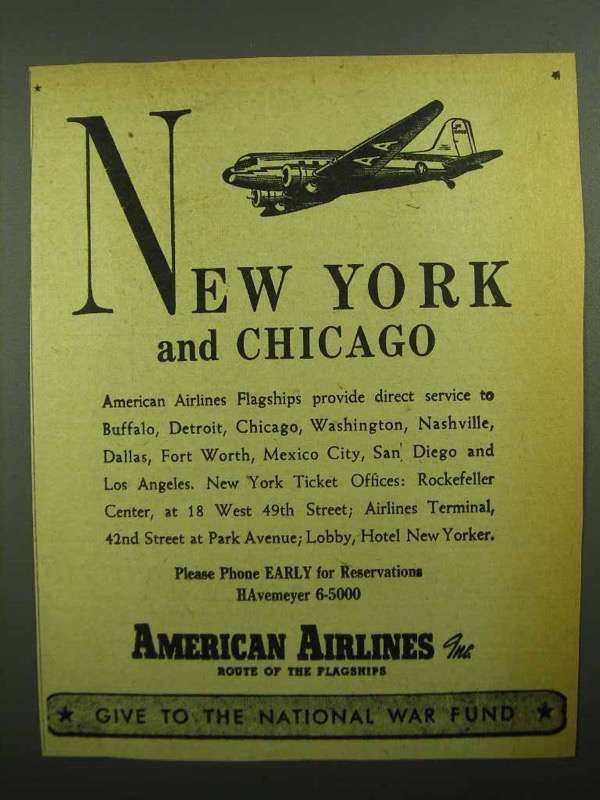 NEW YORK
and CHICAGO
American Airlines Flagships provide direct service to
Buffalo, Detroit, Chicago, Washington, Nashville,
Dallas, Fort Worth, Mexico City, San Diego and
Los Angeles. New York Ticket Offices: Rockefeller
Center, at 18 West 49th Street; Airlines Terminal,
42nd Street at Park Avenue; Lobby, Hotel New Yorker.
Please Phone EARLY for Reservations
HAvemeyer 6-5000
AMERICAN AIRLINES Inc.
ROUTE OF THE FLAGSHIPS
★ GIVE TO THE NATIONAL WAR FUND ★